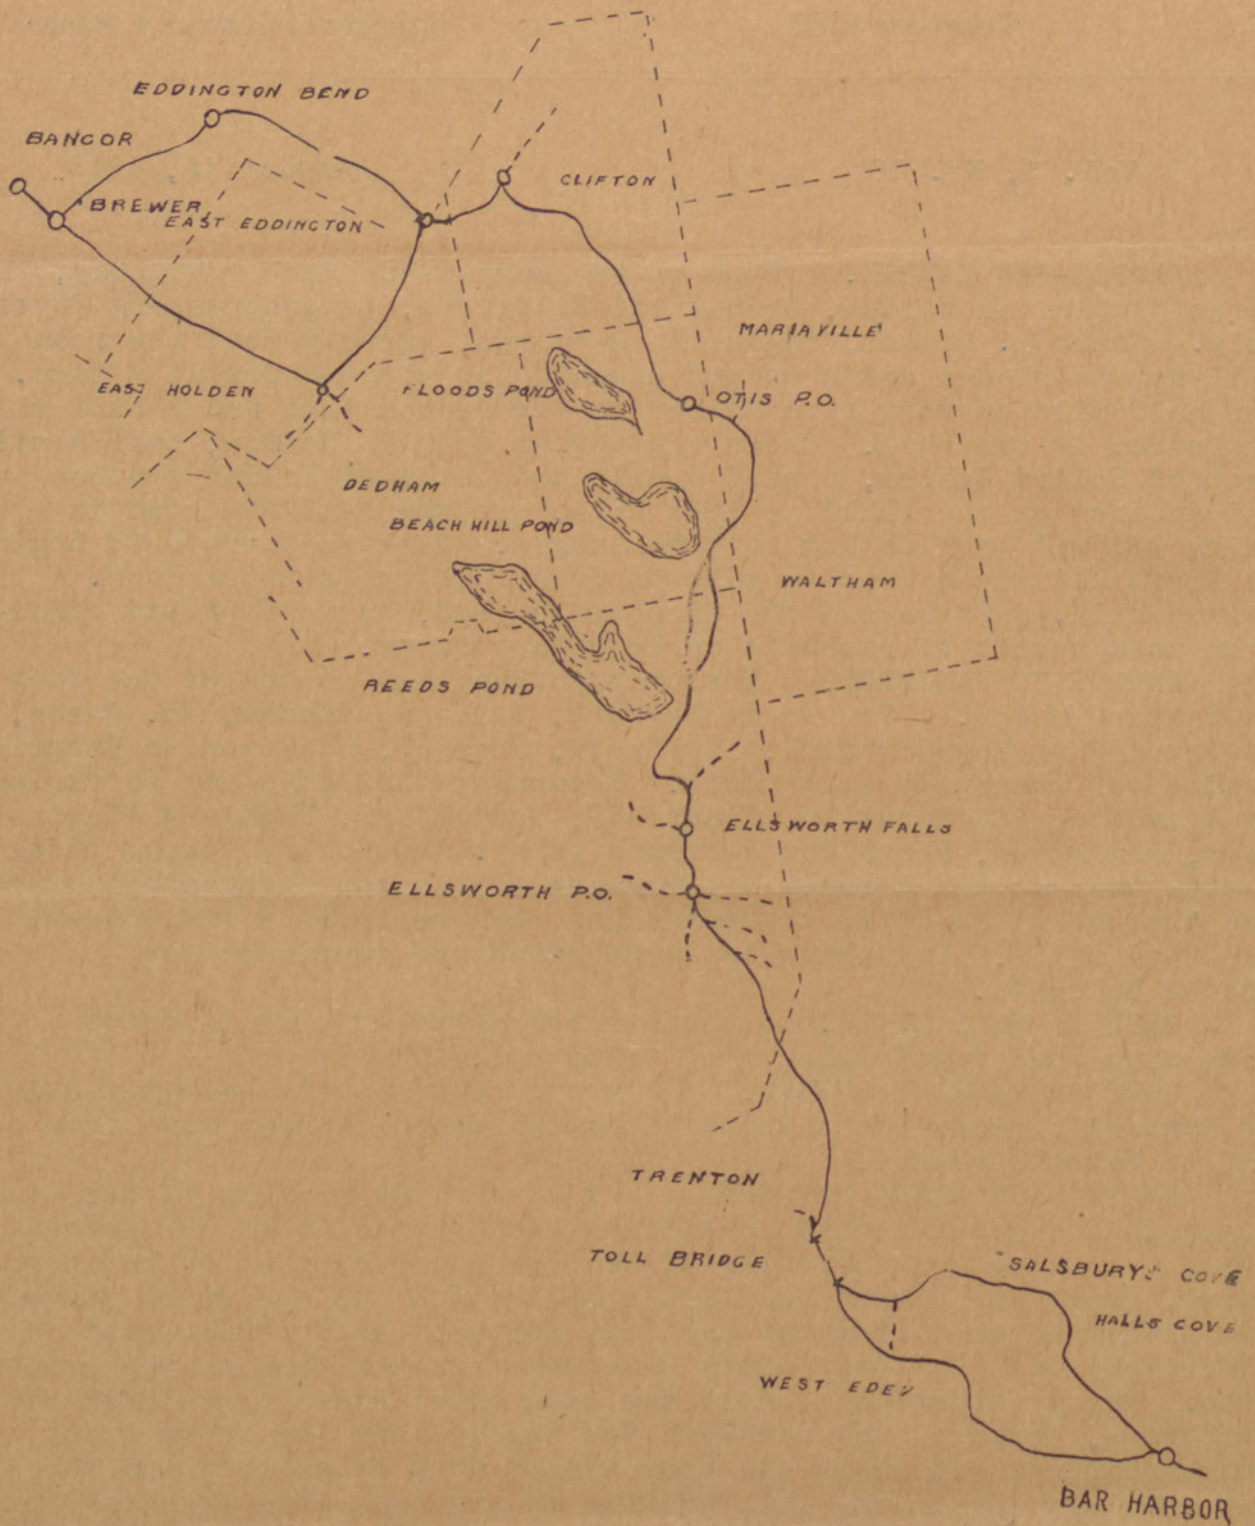 EDDINGTON BEND
BANGOR
BREWER
EAST EDDINGTON
CLIFTON
MARIAVILLE
EAST HOLDEN
FLOODS POND
OTIS P.O.
DEDHAM
BEACH HILL POND
WALTHAM
REEDS POND
ELLSWORTH FALLS
ELLSWORTH P.O.
TRENTON
TOLL BRIDGE
SALSBURYS COVE
HALLS COVE
WEST EDEN
BAR HARBOR